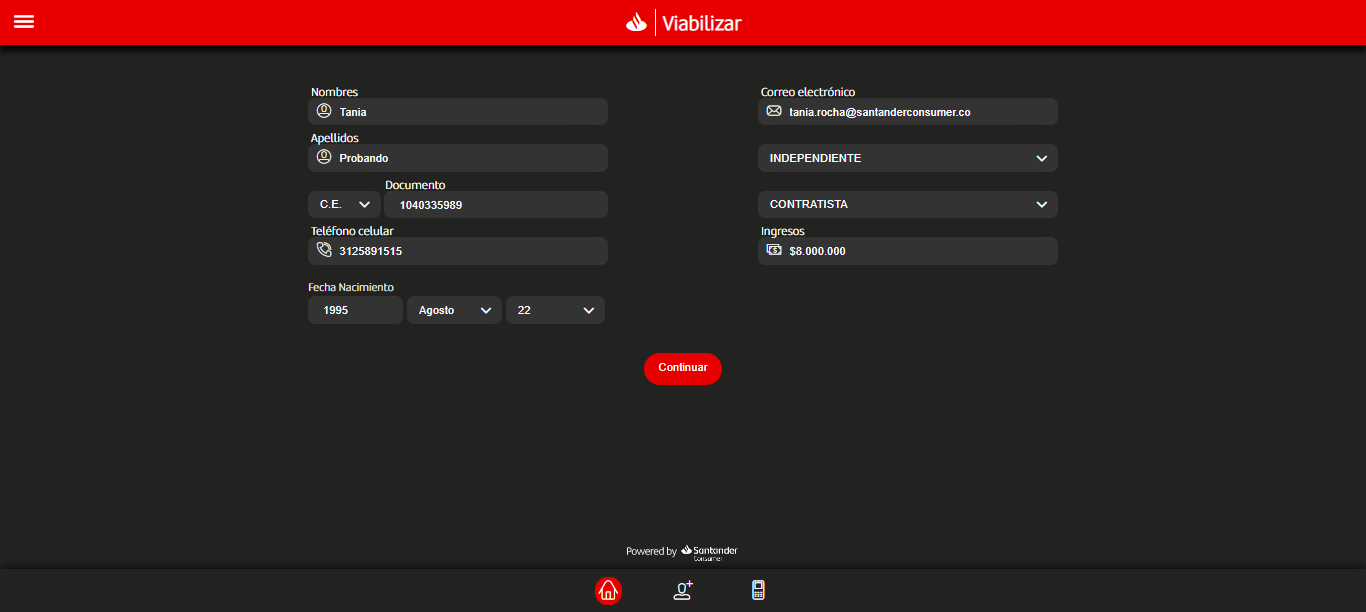 Viabilizar
Nombres
Tania
Apellidos
Probando
Documento
C.E.
1040335989
Teléfono celular
3125891515
Fecha Nacimiento
1995
Agosto
22
Correo electrónico
tania.rocha@santanderconsumer.co
INDEPENDIENTE
CONTRATISTA
Ingresos
$8.000.000
Continuar
Powered by Santander
Consumer